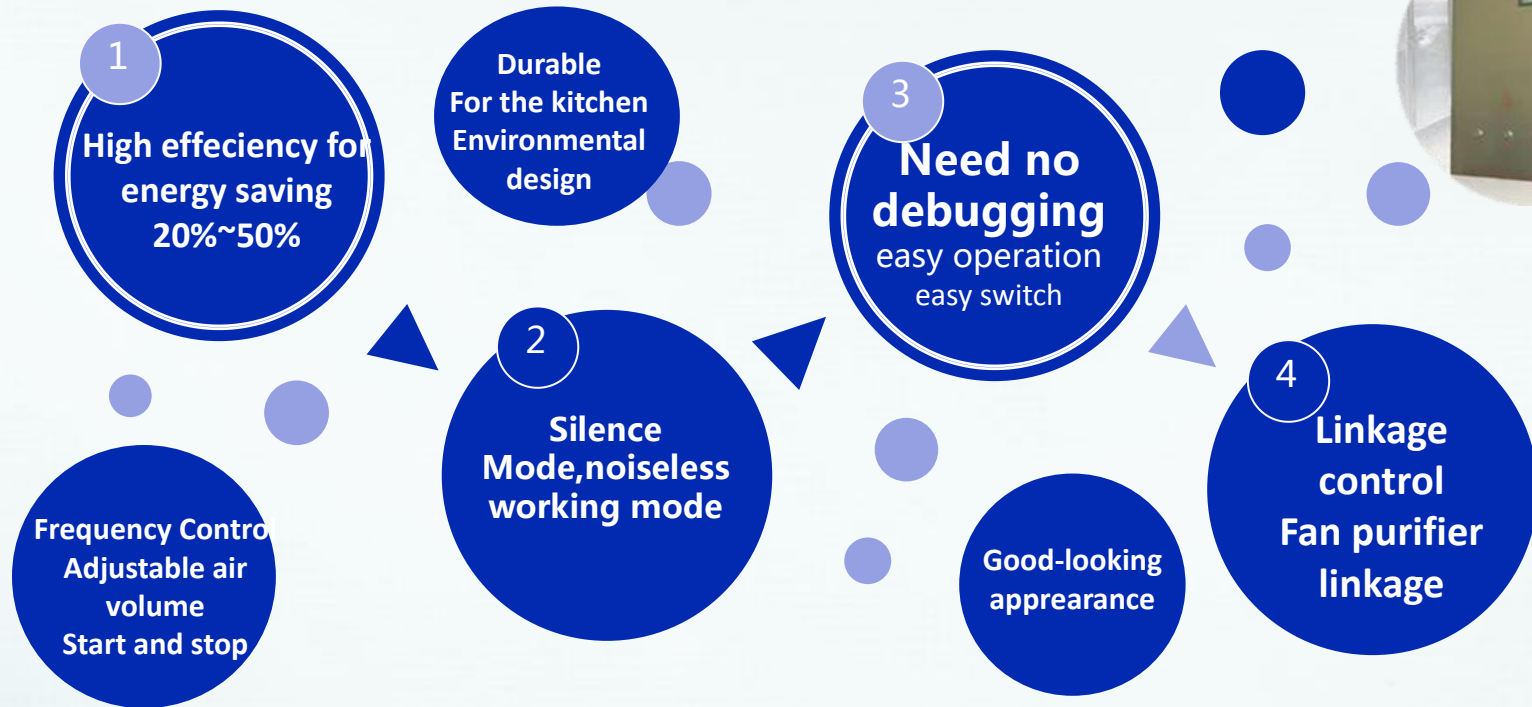 1
High effeciency for
energy saving
20%~50%
Durable
For the kitchen
Environmental
design
3
Need no
debugging
easy operation
easy switch
2
Silence
Mode,noiseless
working mode
4
Linkage
control
Fan purifier
linkage
Frequency Control
Adjustable air
volume
Start and stop
Good-looking
apprearance